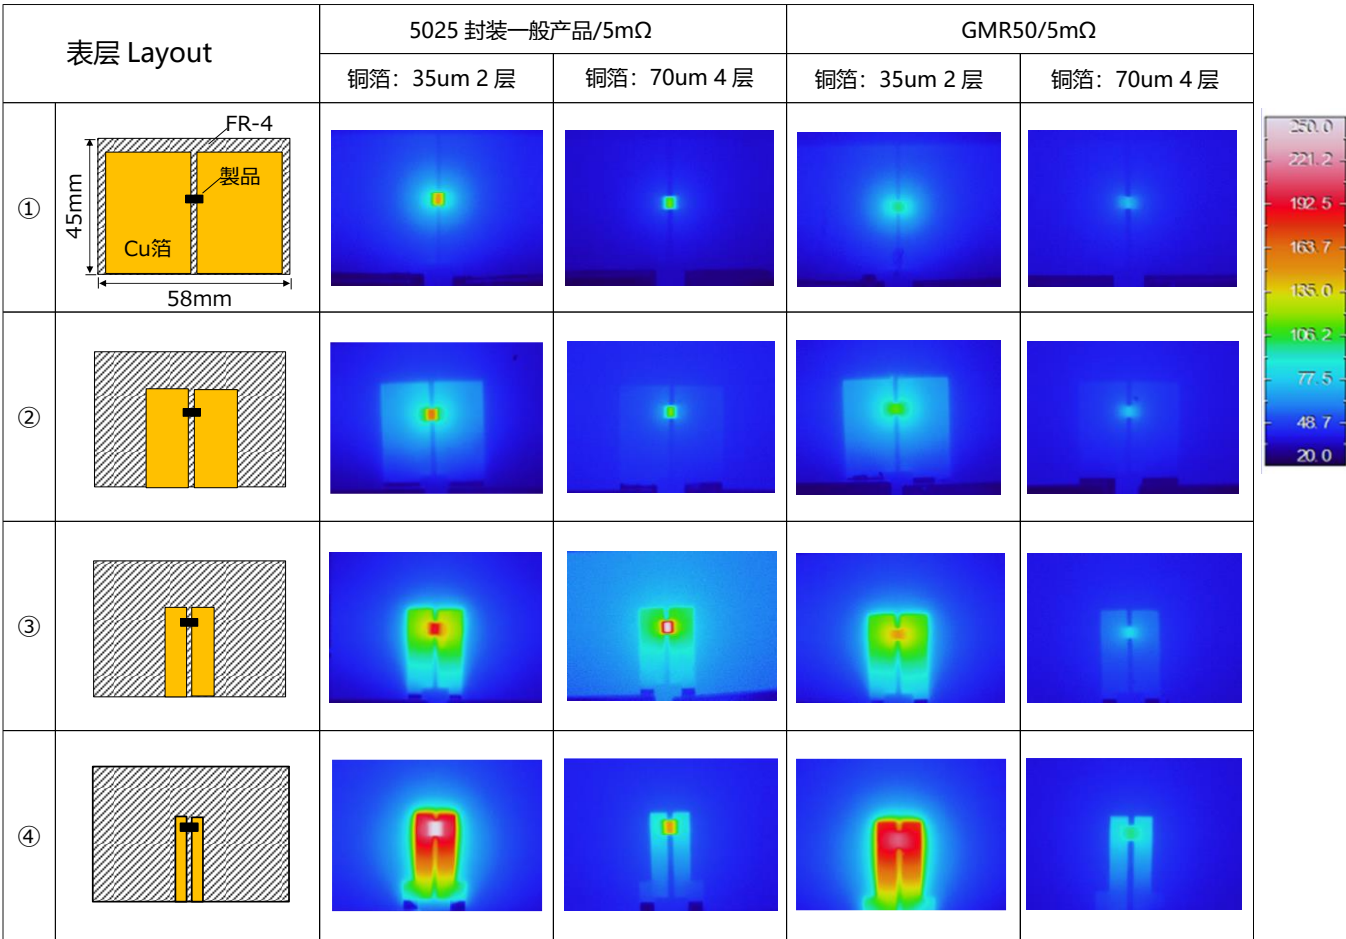 表层 Layout
5025 封装一般产品/5mΩ
GMR50/5mΩ
铜箔：35um 2 层
铜箔：70um 4 层
铜箔：35um 2 层
铜箔：70um 4 层
①
FR-4
製品
45mm
Cu箔
58mm
②
③
④
250.0
221.2
192.5
163.7
135.0
106.2
77.5
48.7
20.0